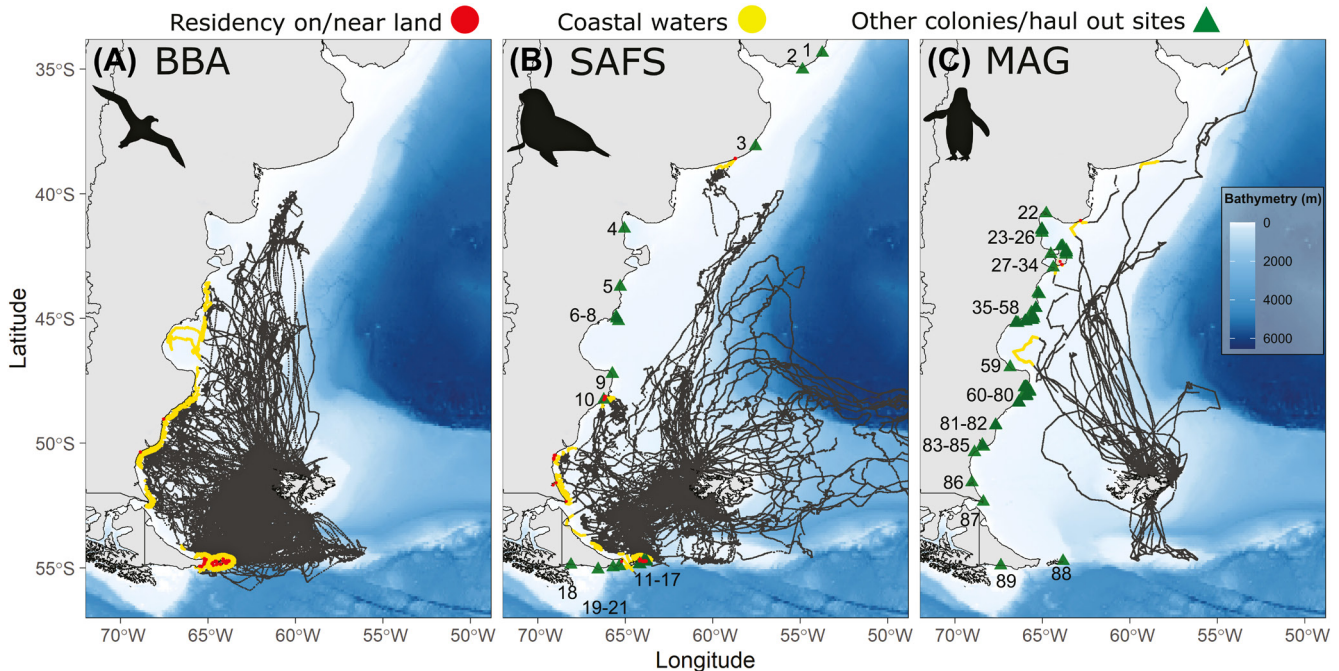 Residency on/near land Coastal waters Other colonies/haul out sites
(A) BBA (B) SAFS (C) MAG
35°S
40°S
45°S
50°S
55°S
Latitude
1
2
3
4
5
6-8
9
10
11-17
18
19-21
22
23-26
27-34
35-58
59
60-80
81-82
83-85
86
87
88
89
Bathymetry (m)
0
2000
4000
6000
70°W 65°W 60°W 55°W 50°W 70°W 65°W 60°W 55°W 50°W 70°W 65°W 60°W 55°W 50°W
Longitude